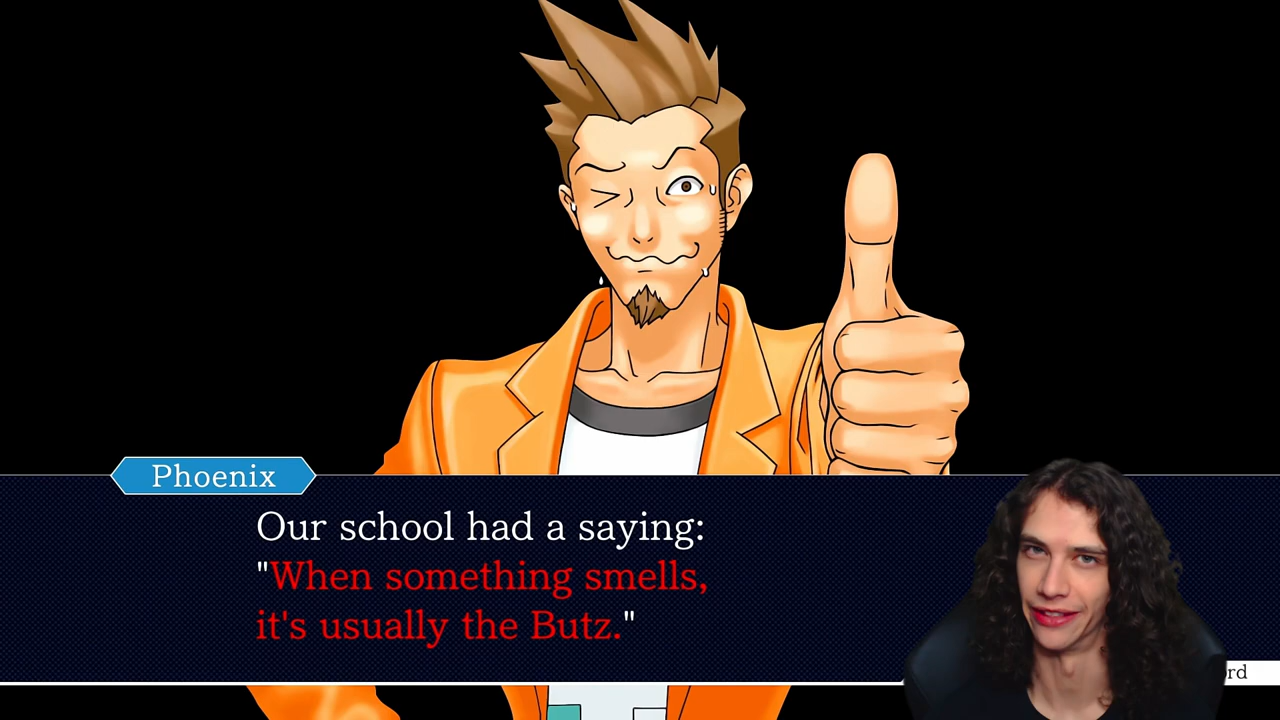 Phoenix
Our school had a saying:
"When something smells,
it's usually the Butz."